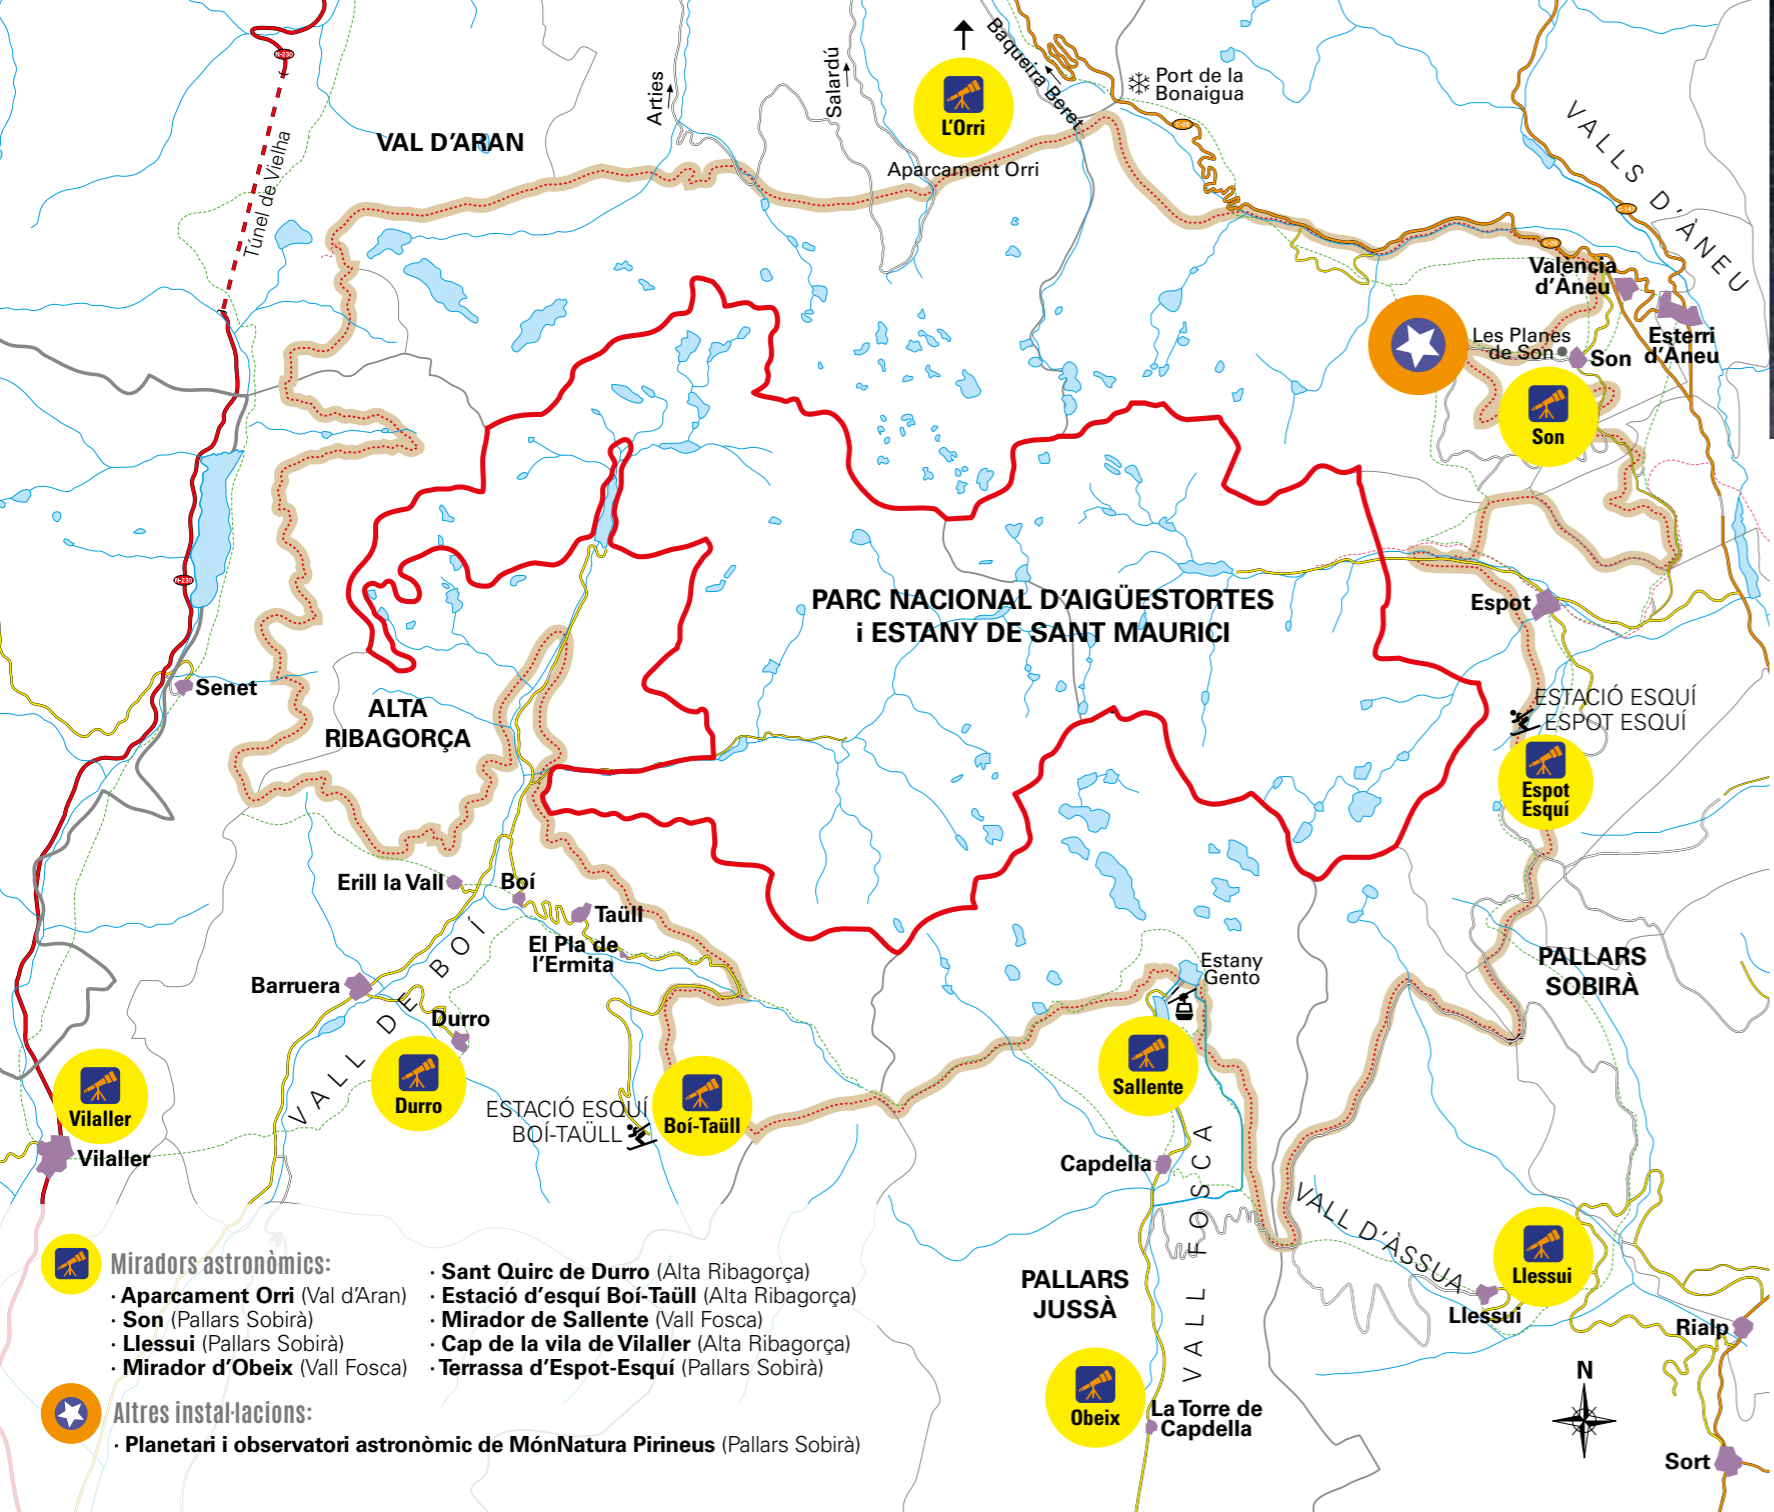 N-230
Túnel de Vielha
VAL D'ARAN
Arties
Salardú
L'Orri
Aparcament Orri
Baqueira Beret
Port de la
Bonaigua
VALLS D'ÀNEU
València
d'Àneu
Esterri
d'Àneu
Les Planes
de Son
Son
Son
N-230
PARC NACIONAL D'AIGÜESTORTES
i ESTANY DE SANT MAURICI
Espot
Senet
ALTA
RIBAGORÇA
ESTACIÓ ESQUÍ
ESPOT ESQUÍ
Espot
Esquí
Erill la Vall
Boí
Taüll
El Pla de
l'Ermita
Barruera
VALL DE BOÍ
Durro
Durro
Estany
Gento
PALLARS
SOBIRÀ
Vilaller
Vilaller
ESTACIÓ ESQUÍ
BOÍ-TAÜLL
Boí-Taüll
Sallente
Capdella
VALL FOSCA
VALL D'ÀSSUA
Llessui
Llessuí
Rialp
PALLARS
JUSSÀ
Obeix
La Torre de
Capdella
N
Sort
Miradors astronòmics:
· Aparcament Orri (Val d'Aran)
· Son (Pallars Sobirà)
· Llessui (Pallars Sobirà)
· Mirador d'Obeix (Vall Fosca)
· Sant Quirc de Durro (Alta Ribagorça)
· Estació d'esquí Boí-Taüll (Alta Ribagorça)
· Mirador de Sallente (Vall Fosca)
· Cap de la vila de Vilaller (Alta Ribagorça)
· Terrassa d'Espot-Esquí (Pallars Sobirà)
Altres instal·lacions:
· Planetari i observatori astronòmic de MónNatura Pirineus (Pallars Sobirà)